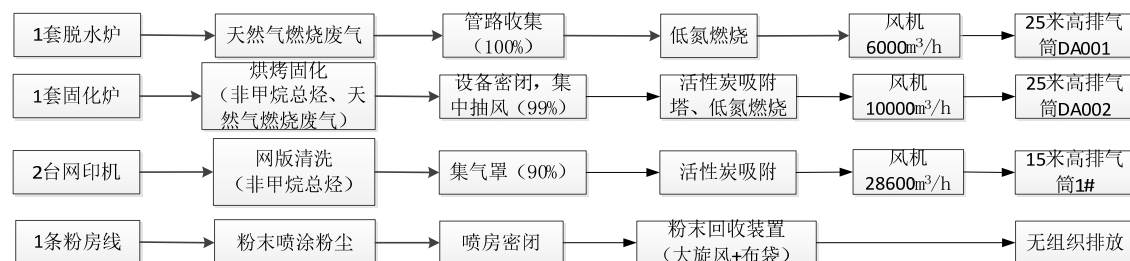 1套脱水炉
天然气燃烧废气
管路收集
（100%）
低氮燃烧
风机
6000m³/h
25米高排气
筒DA001
1套固化炉
烘烤固化
（非甲烷总烃、天
然气燃烧废气）
设备密闭，集
中抽风（99%）
活性炭吸附
塔、低氮燃烧
风机
10000m³/h
25米高排气
筒DA002
2台网印机
网版清洗
（非甲烷总烃）
集气罩（90%）
活性炭吸附
风机
28600m³/h
15米高排气
筒1#
1条粉房线
粉末喷涂粉尘
喷房密闭
粉末回收装置
（大旋风+布袋）
无组织排放